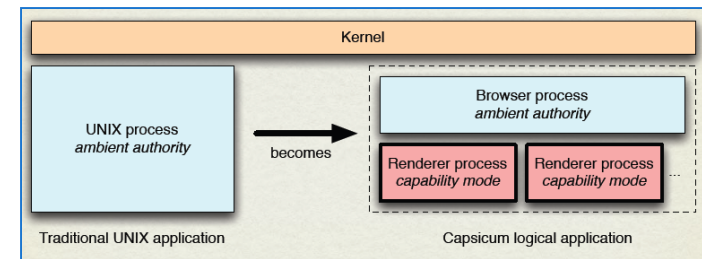 Kernel
UNIX process
ambient authority
becomes
Browser process
ambient authority
Renderer process
capability mode
Renderer process
capability mode
...
Traditional UNIX application
Capsicum logical application